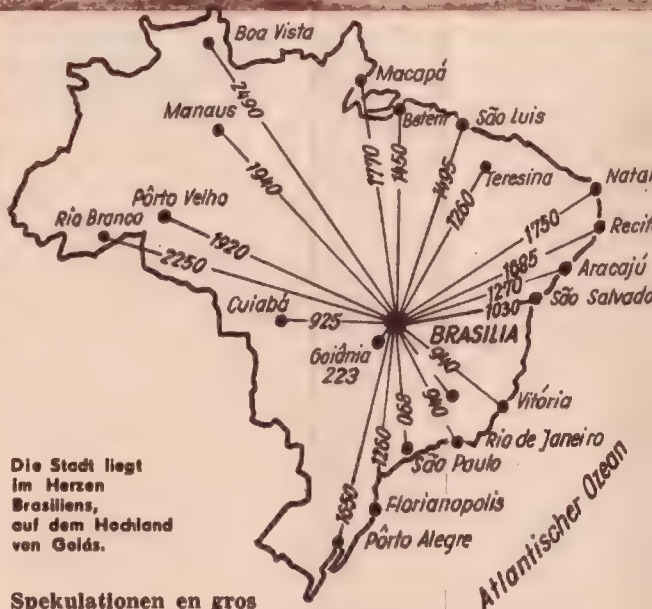 Boa Vista
Macapá
2490
Manaus
Belem
São Luis
1770
1450
1495
Teresina
1260
1940
Natal
Pôrto Velho
Rio Branco
1920
2250
1750
Recife
1685
Aracajú
1270
1030
São Salvador
Cuiabá
925
BRASILIA
Goiânia
223
940
940
Vitória
890
Rio de Janeiro
São Paulo
1260
1650
Florianopolis
Pôrto Alegre
Atlantischer Ozean
Die Stadt liegt
im Herzen
Brasiliens,
auf dem Hochland
von Goiás.
Spekulationen en gros